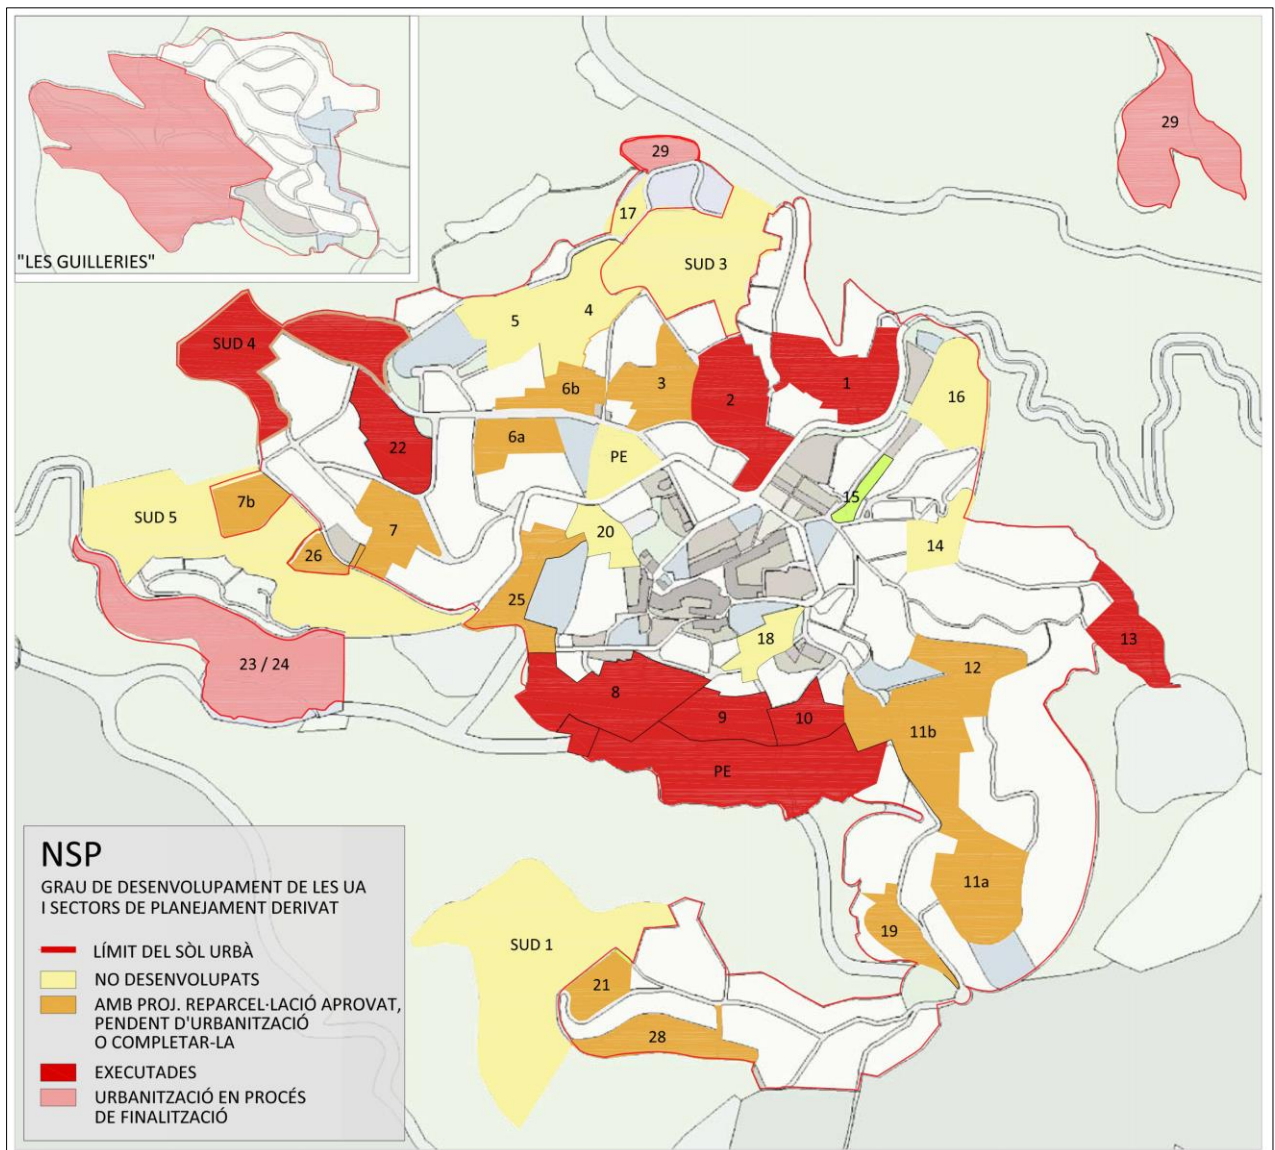 "LES GUILLERIES"
29
29
17
SUD 3
4
5
SUD 4
6b
3
2
1
16
22
6a
PE
15
7b
SUD 5
7
20
14
26
25
18
13
23 / 24
12
8
9
10
11b
PE
11a
19
SUD 1
21
28
NSP
GRAU DE DESENVOLUPAMENT DE LES UA
I SECTORS DE PLANEJAMENT DERIVAT
LÍMIT DEL SÒL URBÀ
NO DESENVOLUPATS
AMB PROJ. REPARCEL·LACIÓ APROVAT,
PENDENT D'URBANITZACIÓ
O COMPLETAR-LA
EXECUTADES
URBANITZACIÓ EN PROCÉS
DE FINALITZACIÓ